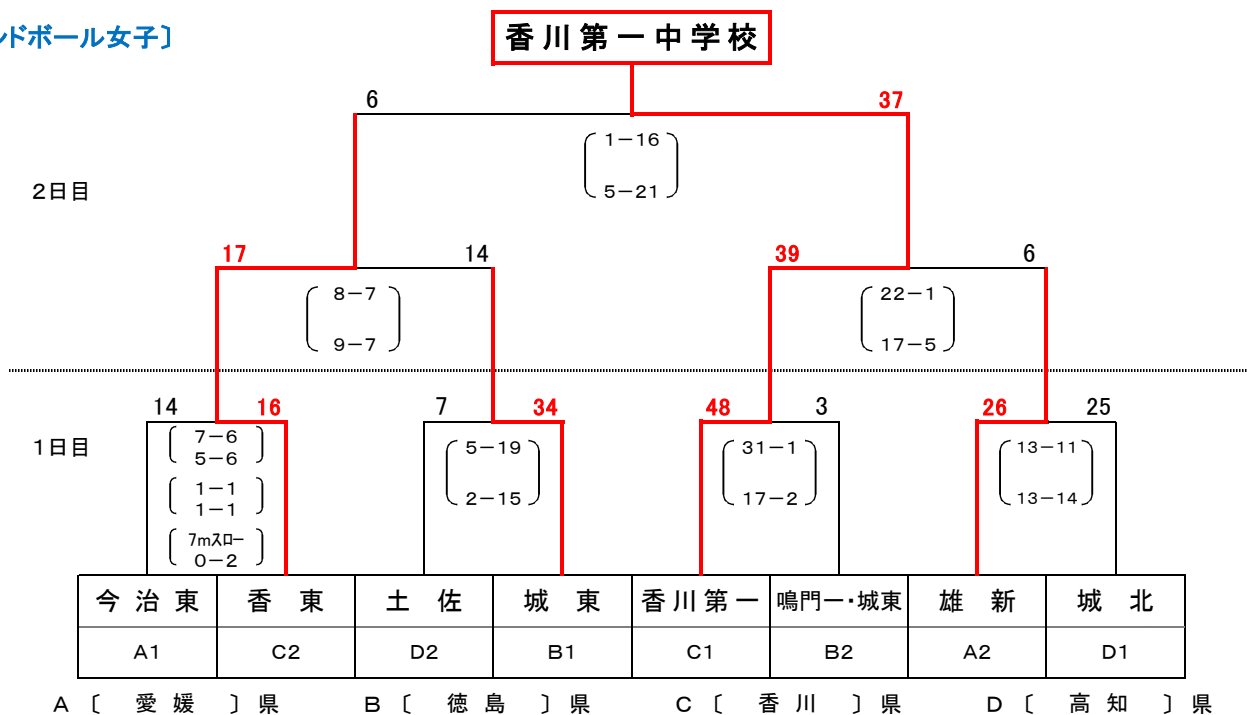 ンドボール女子〕
香川第一中学校
6 37
1－16
5－21
2日目
17 14 39 6
8－7 22－1
9－7 17－5
14 16 7 34 48 3 26 25
1日目
7－6
5－6
1－1
1－1
7mスロー
0－2
5－19
2－15
31－1
17－2
13－11
13－14
今治東 香東 土佐 城東 香川第一 鳴門一・城東 雄新 城北
A1 C2 D2 B1 C1 B2 A2 D1
A〔 愛媛 〕県 B〔 徳島 〕県 C〔 香川 〕県 D〔 高知 〕県